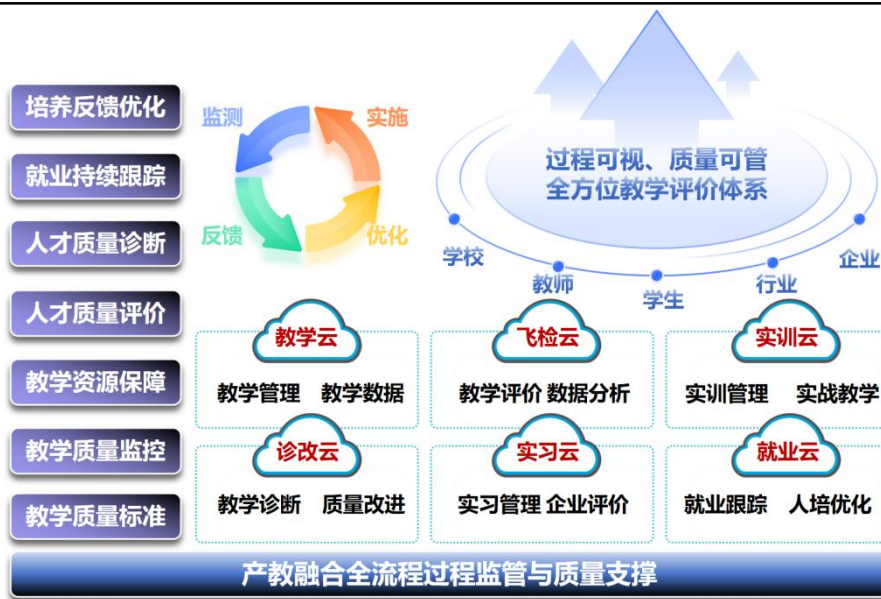 培养反馈优化
就业持续跟踪
人才质量诊断
人才质量评价
教学资源保障
教学质量监控
教学质量标准
监测
实施
反馈
优化
过程可视、质量可管
全方位教学评价体系
学校
教师
学生
行业
企业
教学云
教学管理 教学数据
飞检云
教学评价 数据分析
实训云
实训管理 实战教学
诊改云
教学诊断 质量改进
实习云
实习管理 企业评价
就业云
就业跟踪 人培优化
产教融合全流程过程监管与质量支撑